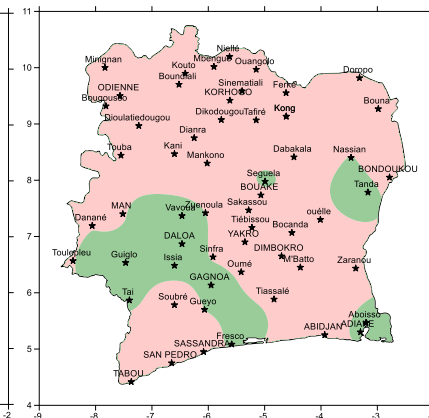 11
Nielle
Minignan
Kouto
Mbengué
Ouangolo
10
Doropo
Boundiali
Sinematiali
ODIENNE
KORHOGO
Ferké
Bougousso
Kong
Bouna
Dikodougou
Tafiré
9
Dioulatiedougou
Dianra
Touba
Kani
Mankono
Dabakala
Nassian
8
Seguela
BONDOUKOU
BOUAKE
Tanda
MAN
Vavoua
Zuenoula
Sakassou
Danané
Tiébissou
ouélle
7
DALOA
YAKRO
Bocanda
Toulepleu
Guiglo
Issia
Sinfra
DIMBOKRO
M'Batto
Zaranou
Oumé
GAGNOA
6
Tai
Soubré
Gueyo
Tiassalé
Aboisso
ABIDJAN
ADIAKE
5
Fresco
SASSANDRA
SAN PEDRO
TABOU
4
-2
-9
-8
-7
-6
-5
-4
-3